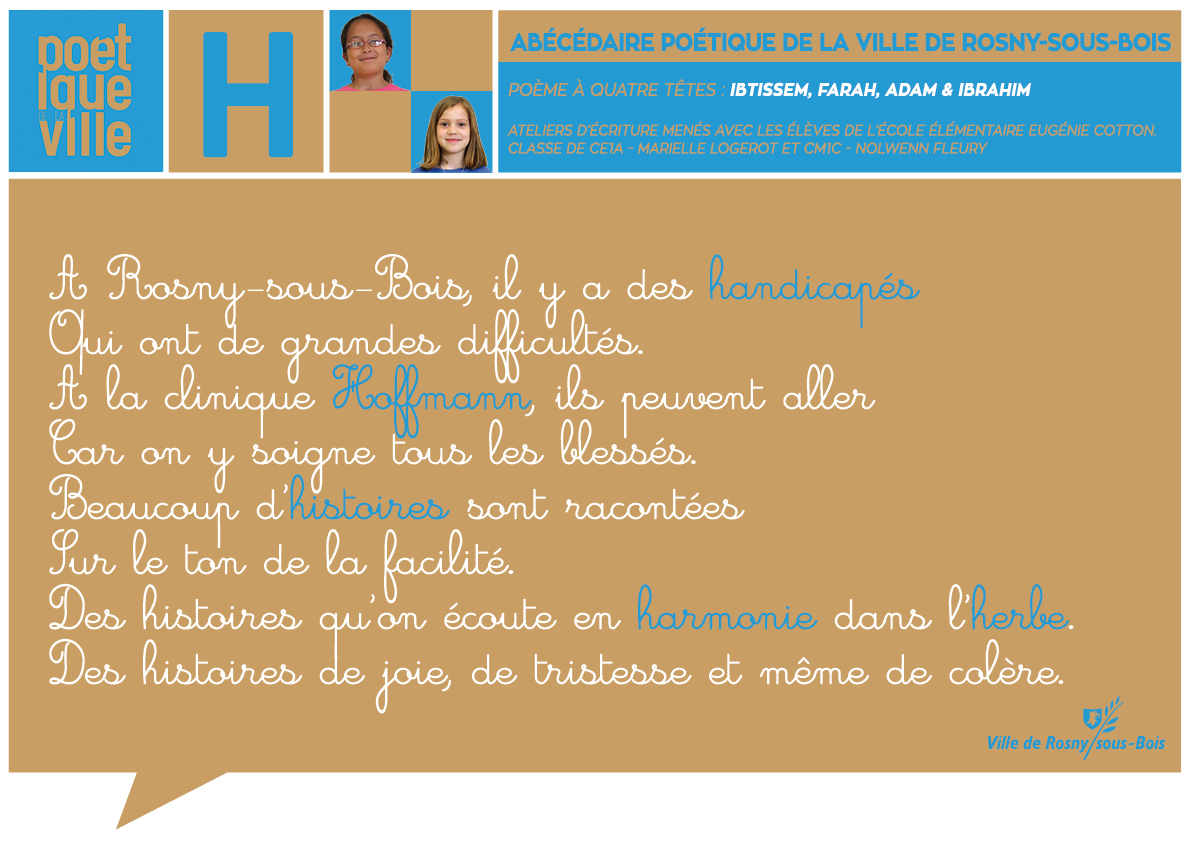 poet
ique
DE LA
ville
H
ABÉCÉDAIRE POÉTIQUE DE LA VILLE DE ROSNY-SOUS-BOIS
POÈME À QUATRE TÊTES : IBTISSEM, FARAH, ADAM & IBRAHIM
ATELIERS D'ÉCRITURE MENÉS AVEC LES ÉLÈVES DE L'ÉCOLE ÉLÉMENTAIRE EUGÉNIE COTTON.
CLASSE DE CE1A - MARIELLE LOGEROT ET CM1C - NOLWENN FLEURY
A Rosny-sous-Bois, il y a des handicapés
Qui ont de grandes difficultés.
A la clinique Hoffmann, ils peuvent aller
Car on y soigne tous les blessés.
Beaucoup d'histoires sont racontées
Sur le ton de la facilité.
Des histoires qu'on écoute en harmonie dans l'herbe.
Des histoires de joie, de tristesse et même de colère.
Ville de Rosny/sous-Bois